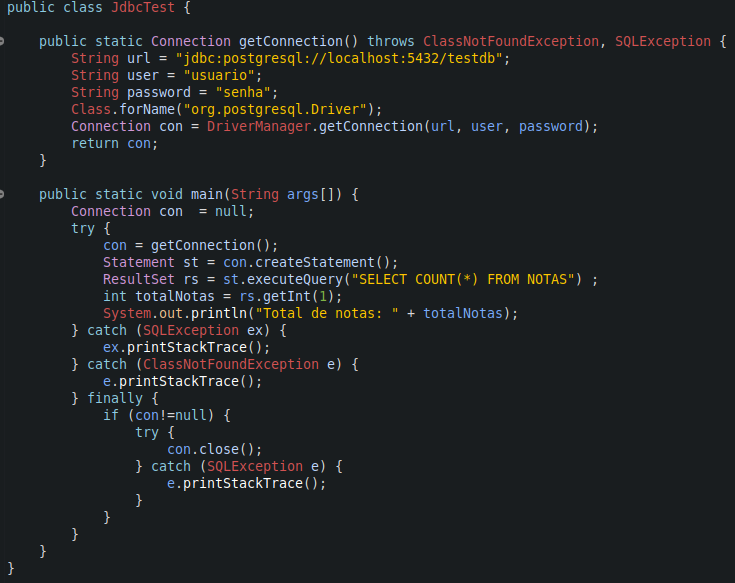 public class JdbcTest {
public static Connection getConnection() throws ClassNotFoundException, SQLException {
String url = "jdbc:postgresql://localhost:5432/testdb";
String user = "usuario";
String password = "senha";
Class.forName("org.postgresql.Driver");
Connection con = DriverManager.getConnection(url, user, password);
return con;
}
public static void main(String args[]) {
Connection con  = null;
try {
con = getConnection();
Statement st = con.createStatement();
ResultSet rs = st.executeQuery("SELECT COUNT(*) FROM NOTAS") ;
int totalNotas = rs.getInt(1);
System.out.println("Total de notas: " + totalNotas);
} catch (SQLException ex) {
ex.printStackTrace();
} catch (ClassNotFoundException e) {
e.printStackTrace();
} finally {
if (con!=null) {
try {
con.close();
} catch (SQLException e) {
e.printStackTrace();
}
}
}
}
}